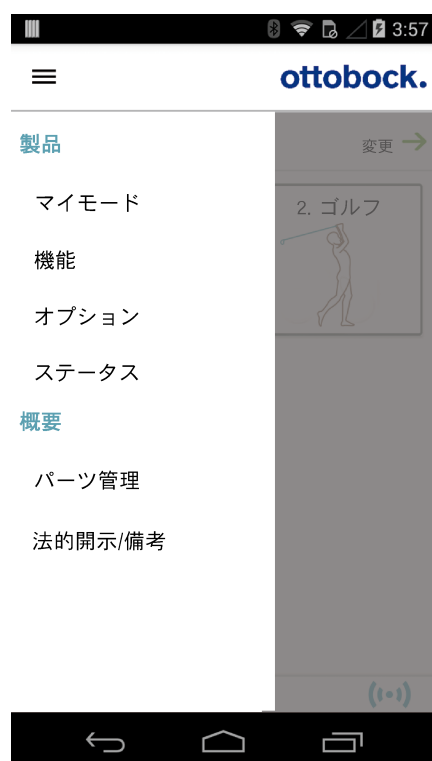 3:57
ottobock.
製品
変更
マイモード
2. ゴルフ
機能
オプション
ステータス
概要
パーツ管理
法的開示/備考